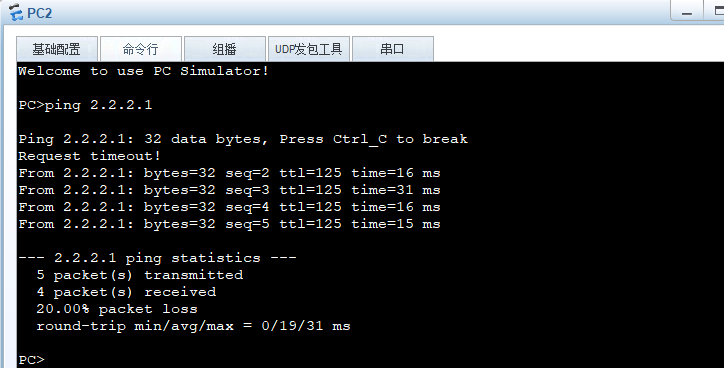 PC2
基础配置 命令行 组播 UDP发包工具 串口
Welcome to use PC Simulator!
PC>ping 2.2.2.1
Ping 2.2.2.1: 32 data bytes, Press Ctrl_C to break
Request timeout!
From 2.2.2.1: bytes=32 seq=2 ttl=125 time=16 ms
From 2.2.2.1: bytes=32 seq=3 ttl=125 time=31 ms
From 2.2.2.1: bytes=32 seq=4 ttl=125 time=16 ms
From 2.2.2.1: bytes=32 seq=5 ttl=125 time=15 ms
--- 2.2.2.1 ping statistics ---
5 packet(s) transmitted
4 packet(s) received
20.00% packet loss
round-trip min/avg/max = 0/19/31 ms
PC>